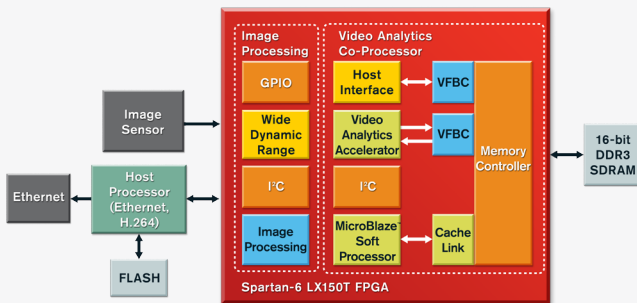 Image
Processing
Video Analytics
Co-Processor
GPIO
Host
Interface
VFBC
Image
Sensor
Wide
Dynamic
Range
Video
Analytics
Accelerator
VFBC
Memory
Controller
16-bit
DDR3
SDRAM
Ethernet
Host
Processor
(Ethernet,
H.264)
I²C
I²C
Image
Processing
MicroBlaze™
Soft
Processor
Cache
Link
FLASH
Spartan-6 LX150T FPGA